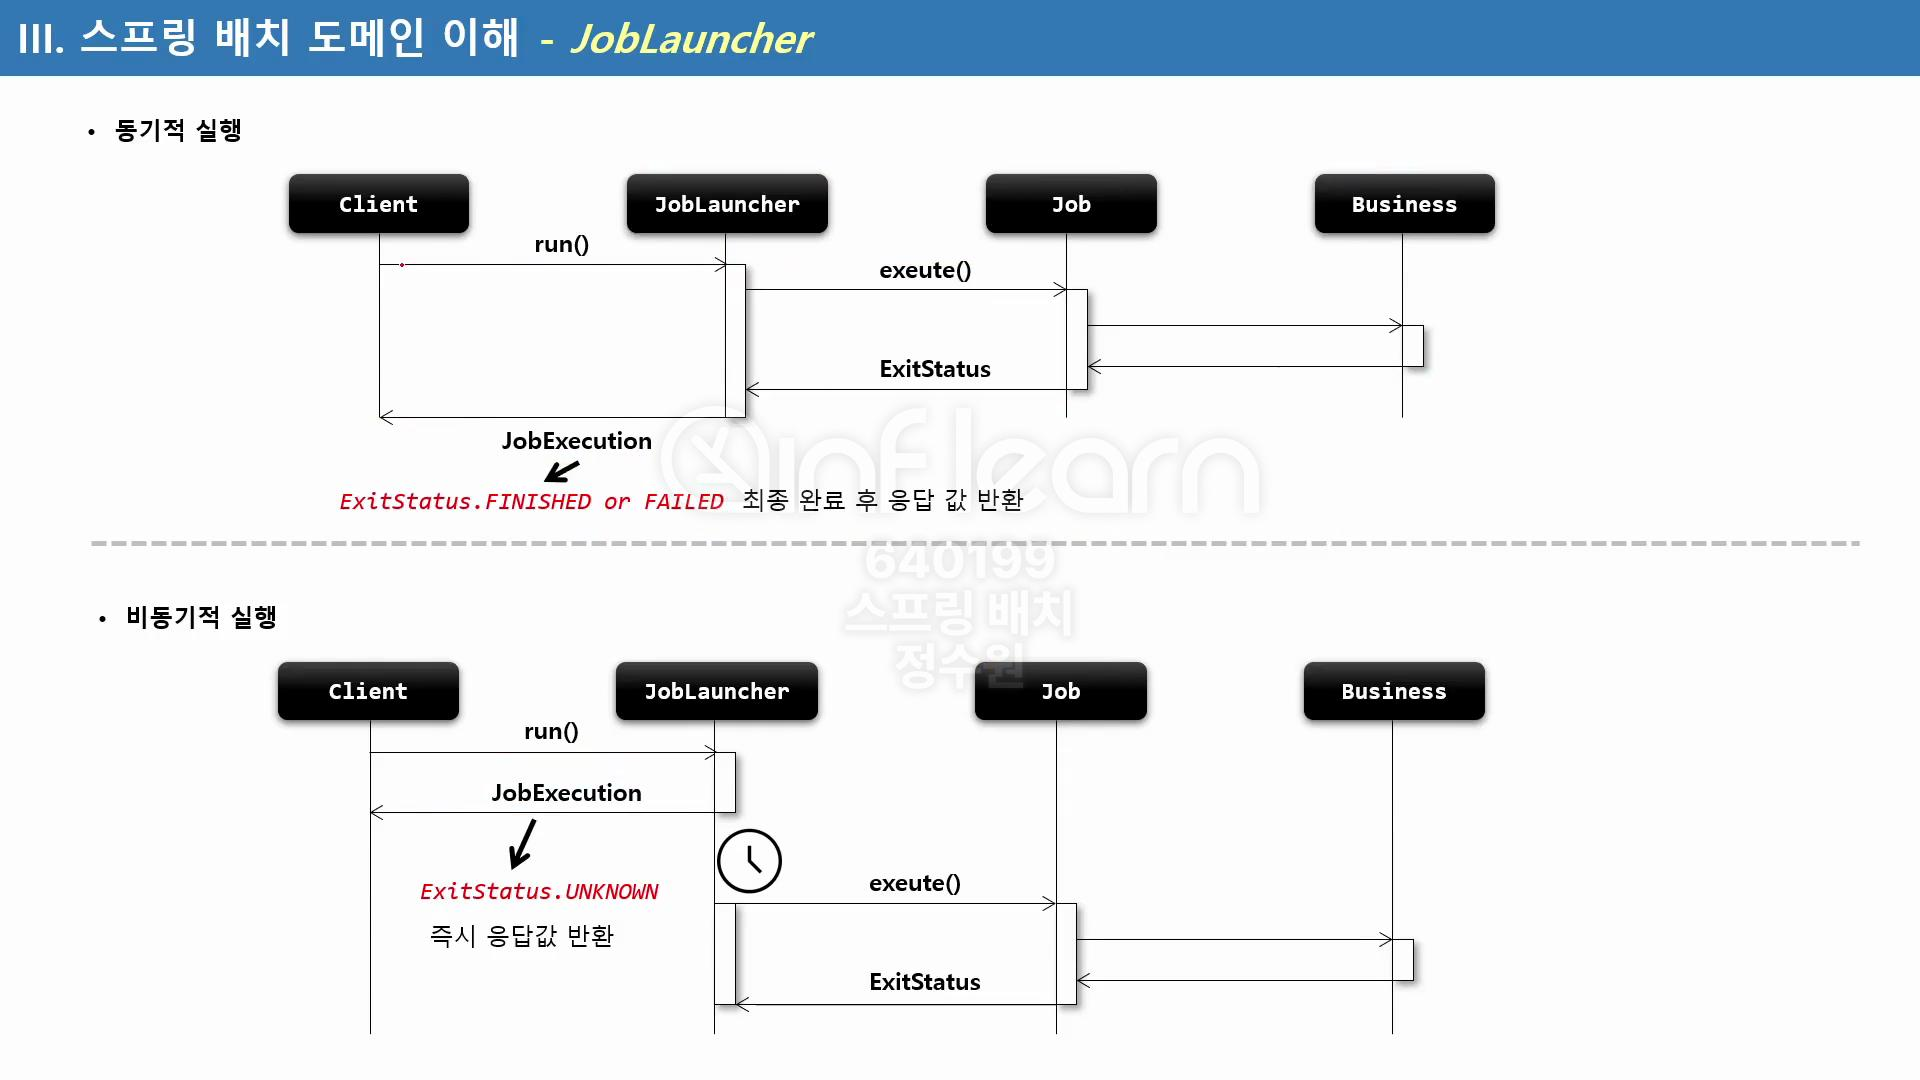 III. 스프링 배치 도메인 이해 - JobLauncher
• 동기적 실행
Client
JobLauncher
Job
Business
run()
exeute()
ExitStatus
JobExecution
ExitStatus.FINISHED or FAILED 최종 완료 후 응답 값 반환
inflearn
640199
스프링 배치
정수원
• 비동기적 실행
Client
JobLauncher
Job
Business
run()
JobExecution
exeute()
ExitStatus.UNKNOWN
즉시 응답값 반환
ExitStatus